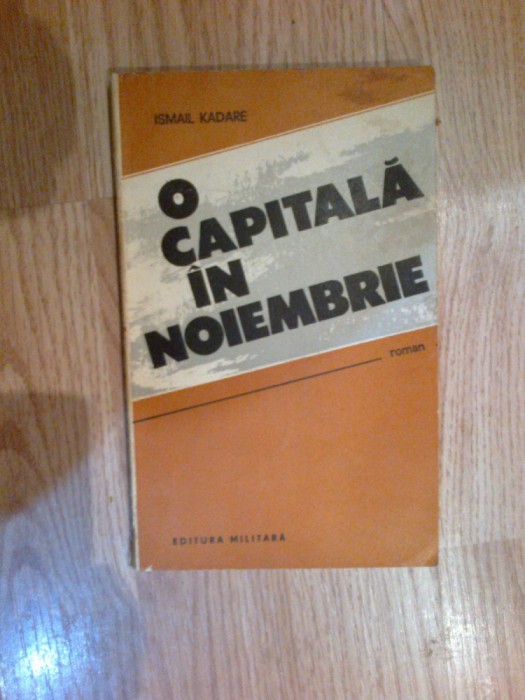 ISMAIL KADARE
O
CAPITALĂ
ÎN
NOIEMBRIE
roman
EDITURA MILITARĂ